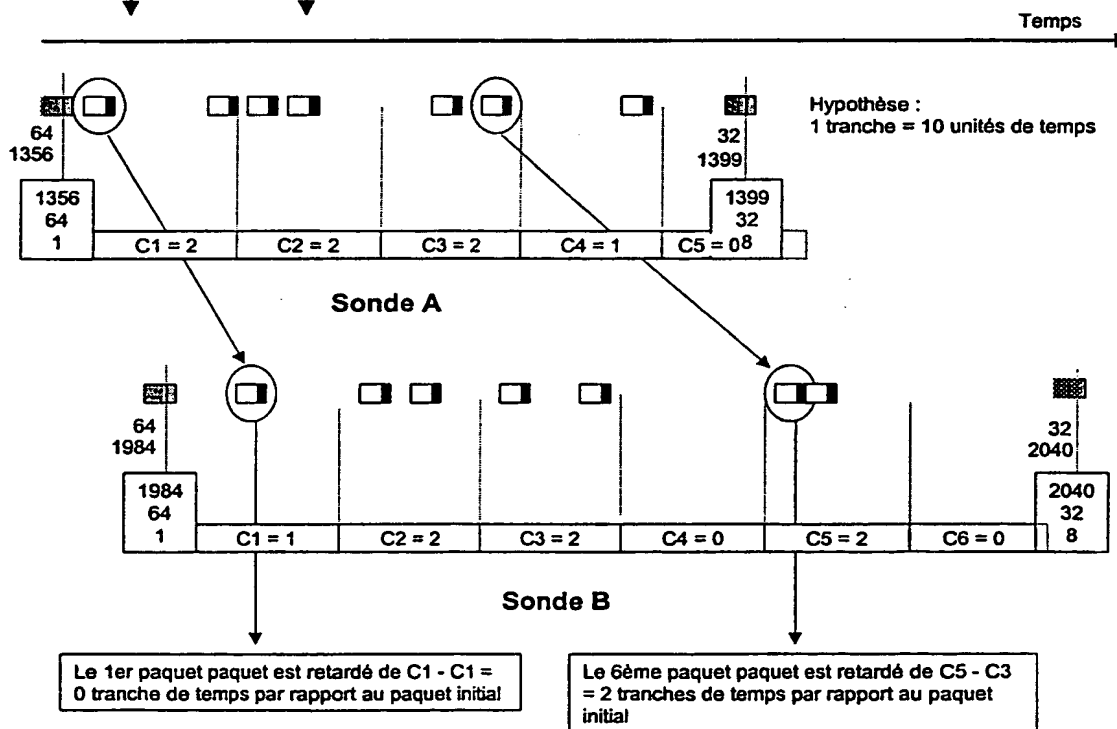 Temps
Hypothèse :
1 tranche = 10 unités de temps
64
1356
32
1399
1356
64
1
1399
32
8
C1 = 2
C2 = 2
C3 = 2
C4 = 1
C5 = 0
Sonde A
64
1984
32
2040
1984
64
1
2040
32
8
C1 = 1
C2 = 2
C3 = 2
C4 = 0
C5 = 2
C6 = 0
Sonde B
Le 1er paquet paquet est retardé de C1 - C1 =
0 tranche de temps par rapport au paquet initial
Le 6ème paquet paquet est retardé de C5 - C3
= 2 tranches de temps par rapport au paquet
initial